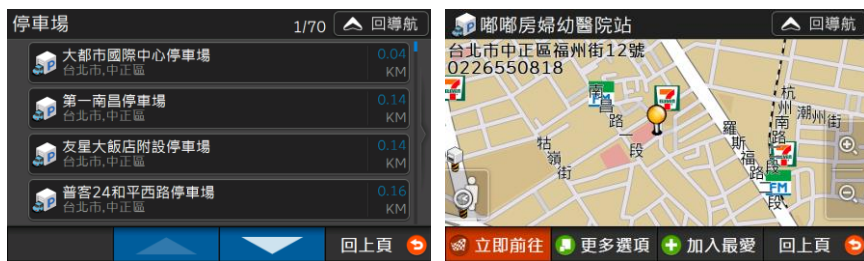 停車場 1/70 回導航
大都市國際中心停車場 0.04
台北市,中正區 KM
第一南昌停車場 0.14
台北市,中正區 KM
友星大飯店附設停車場 0.14
台北市,中正區 KM
普客24和平西路停車場 0.16
台北市,中正區 KM
回上頁
嘟嘟房婦幼醫院站 回導航
台北市中正區福州街12號
0226550818
南昌路一段
牯嶺街
羅斯福路二段
杭州南路二段
潮州街
立即前往 更多選項 加入最愛 回上頁